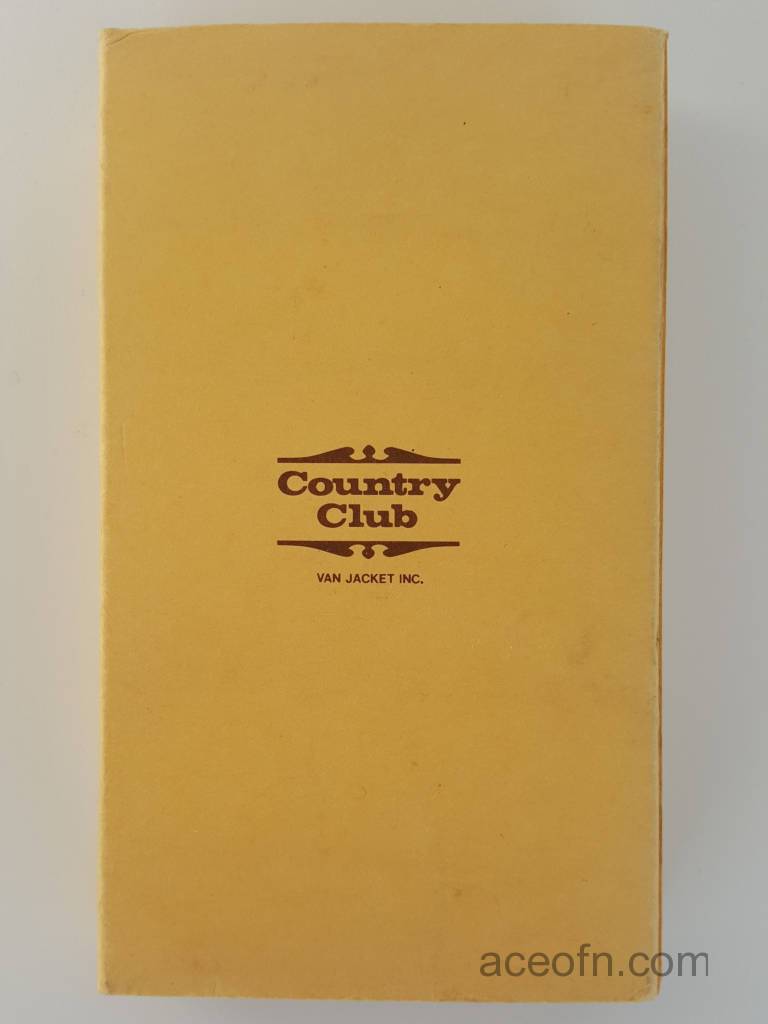 Country
Club
VAN JACKET INC.
aceofn.com